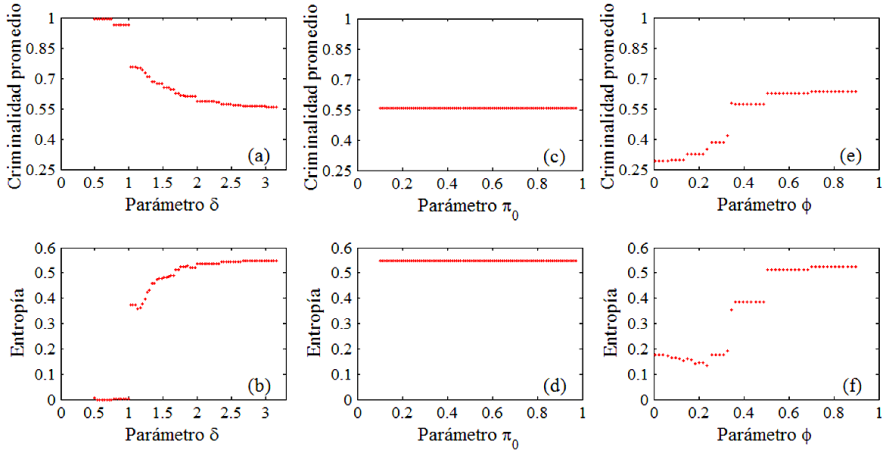 Criminalidad promedio
1
0.85
0.7
0.55
0.4
0.25
(a)
0 0.5 1 1.5 2 2.5 3
Parámetro δ
Criminalidad promedio
1
0.85
0.7
0.55
0.4
0.25
(c)
0 0.2 0.4 0.6 0.8 1
Parámetro π0
Criminalidad promedio
1
0.85
0.7
0.55
0.4
0.25
(e)
0 0.2 0.4 0.6 0.8 1
Parámetro ϕ
Entropía
0.6
0.5
0.4
0.3
0.2
0.1
0
(b)
0 0.5 1 1.5 2 2.5 3
Parámetro δ
Entropía
0.6
0.5
0.4
0.3
0.2
0.1
0
(d)
0 0.2 0.4 0.6 0.8 1
Parámetro π0
Entropía
0.6
0.5
0.4
0.3
0.2
0.1
0
(f)
0 0.2 0.4 0.6 0.8 1
Parámetro ϕ